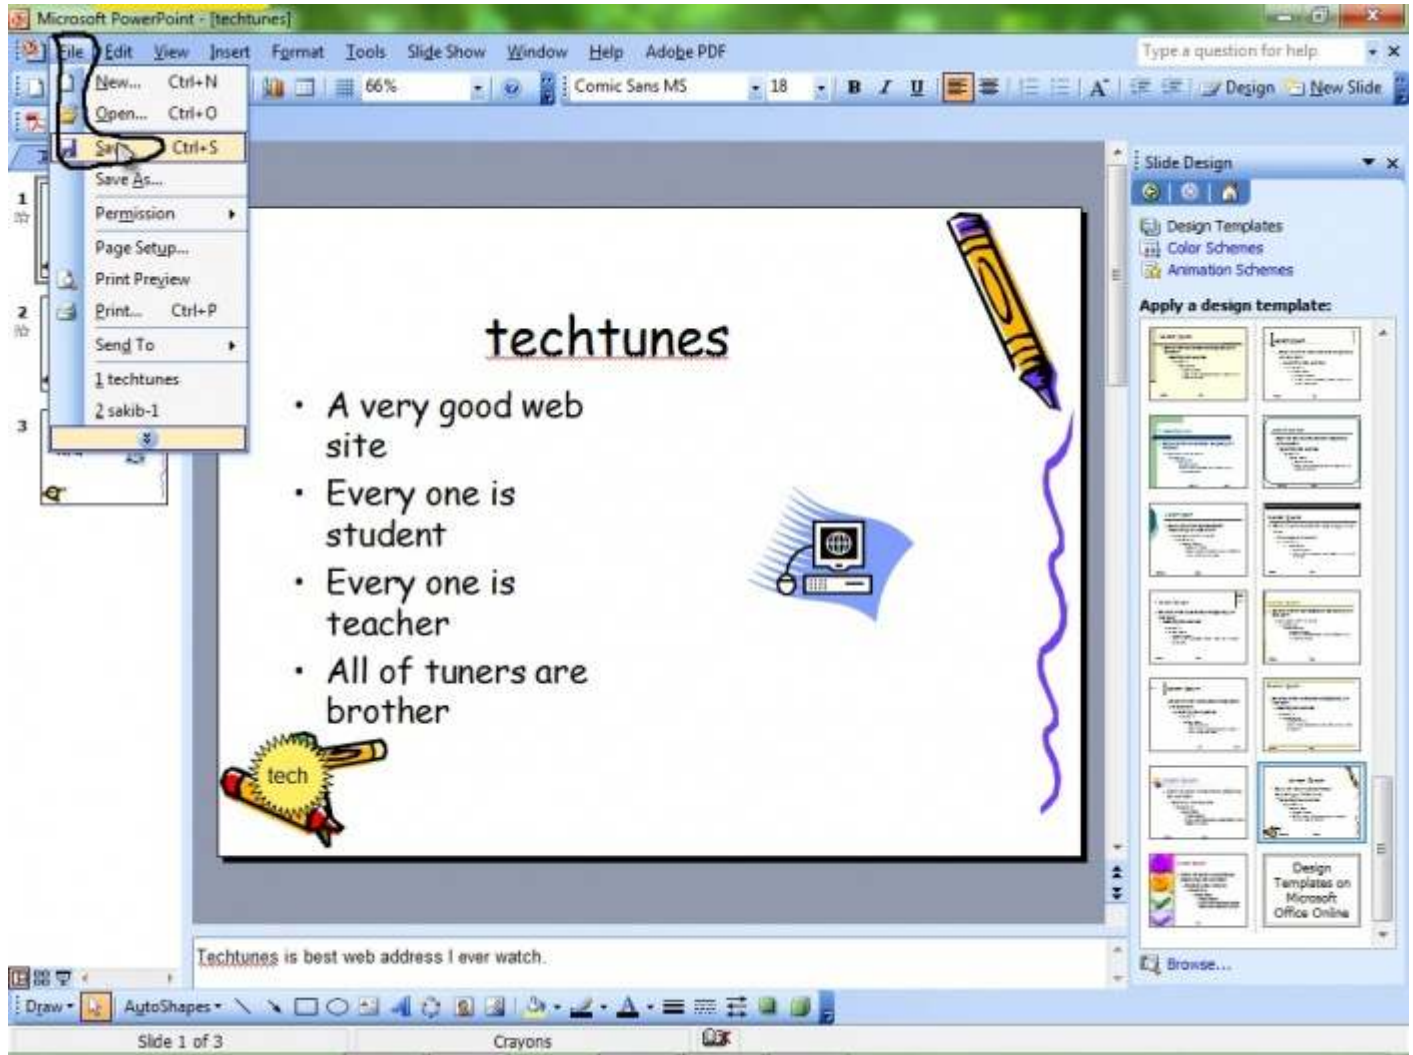 Microsoft PowerPoint - [techtunes]
File Edit View Insert Format Tools Slide Show Window Help Adobe PDF
Type a question for help
66%
Comic Sans MS
18
B I U
A
Design
New Slide
New... Ctrl+N
Open... Ctrl+O
Ctrl+S
Save As...
Permission
Page Setup...
Print Preview
Print... Ctrl+P
Send To
1 techtunes
2 sakib-1
1
2
3
techtunes
• A very good web
site
• Every one is
student
• Every one is
teacher
• All of tuners are
brother
tech
Slide Design
Design Templates
Color Schemes
Animation Schemes
Apply a design template:
Design
Templates on
Microsoft
Office Online
Browse...
Techtunes is best web address I ever watch.
Draw
AutoShapes
A
Slide 1 of 3
Crayons